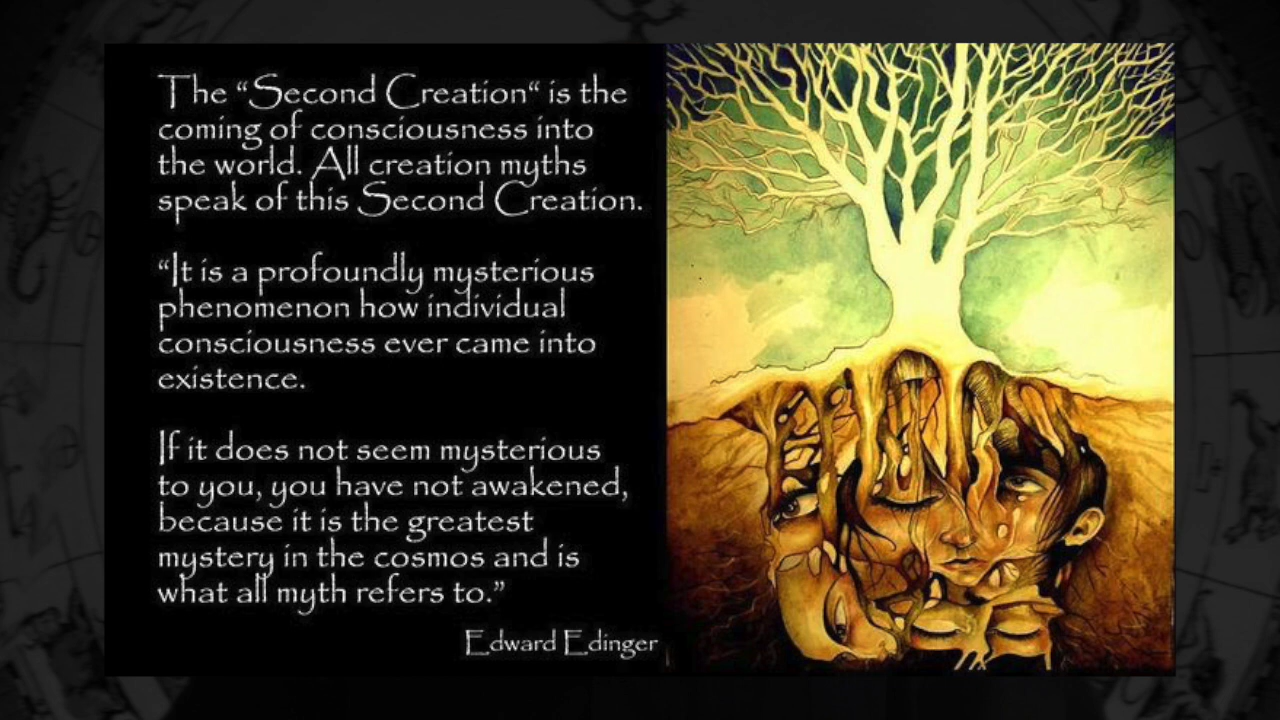 The “Second Creation“ is the
coming of consciousness into
the world. All creation myths
speak of this Second Creation.
“It is a profoundly mysterious
phenomenon how individual
consciousness ever came into
existence.
If it does not seem mysterious
to you, you have not awakened,
because it is the greatest
mystery in the cosmos and is
what all myth refers to.”
Edward Edinger